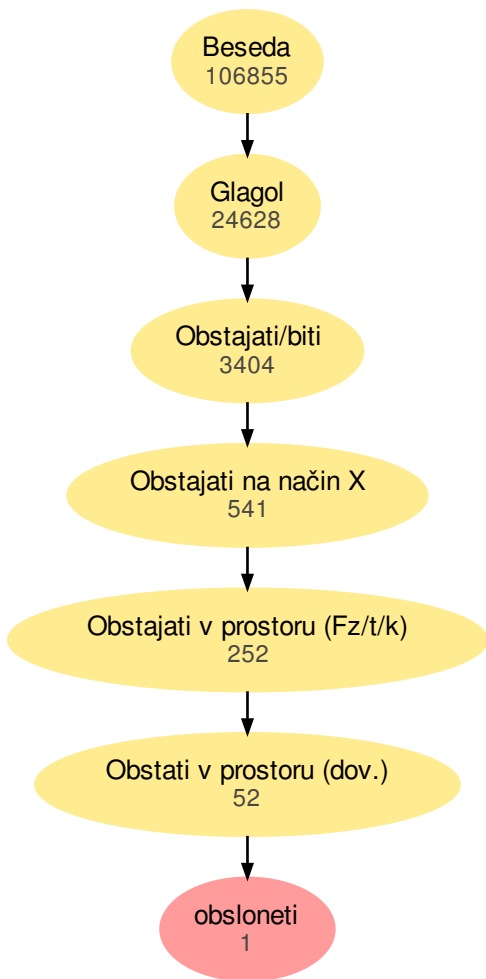 Beseda
106855
Glagol
24628
Obstajati/biti
3404
Obstajati na način X
541
Obstajati v prostoru (Fz/t/k)
252
Obstati v prostoru (dov.)
52
obsloneti
1